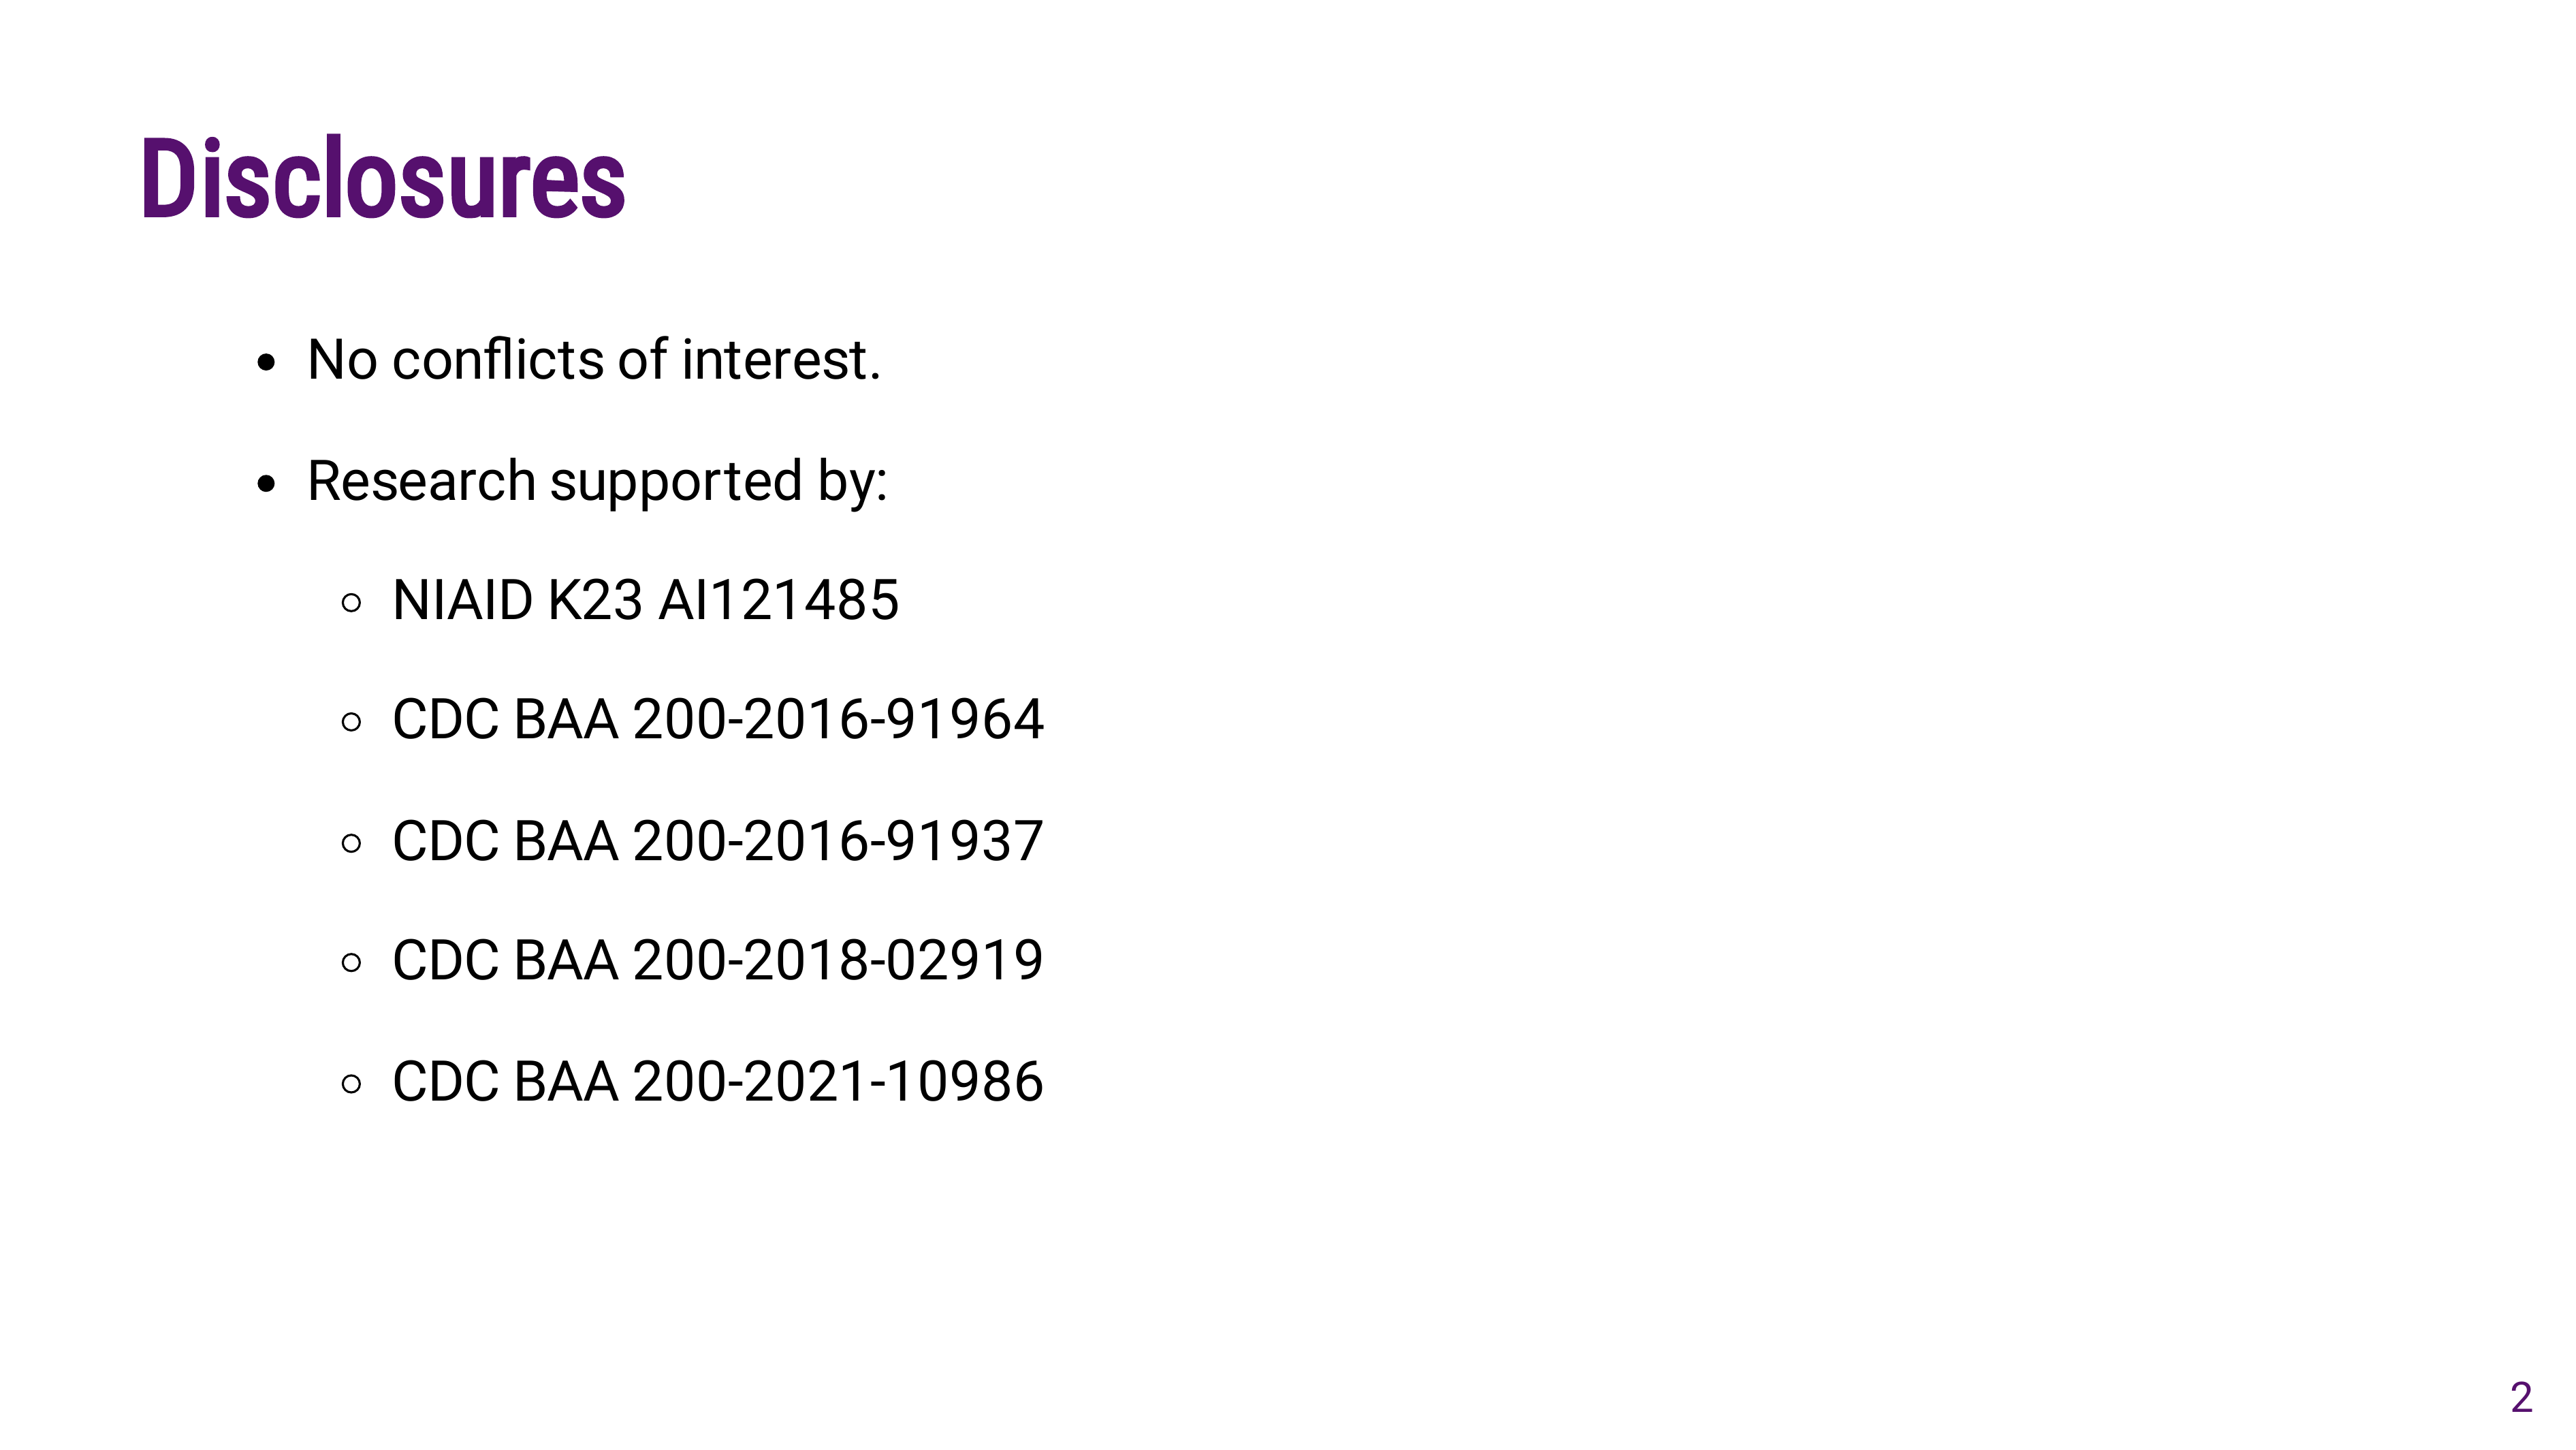 Disclosures
No conflicts of interest.
Research supported by:
NIAID K23 AI121485
CDC BAA 200-2016-91964
CDC BAA 200-2016-91937
CDC BAA 200-2018-02919
CDC BAA 200-2021-10986
2